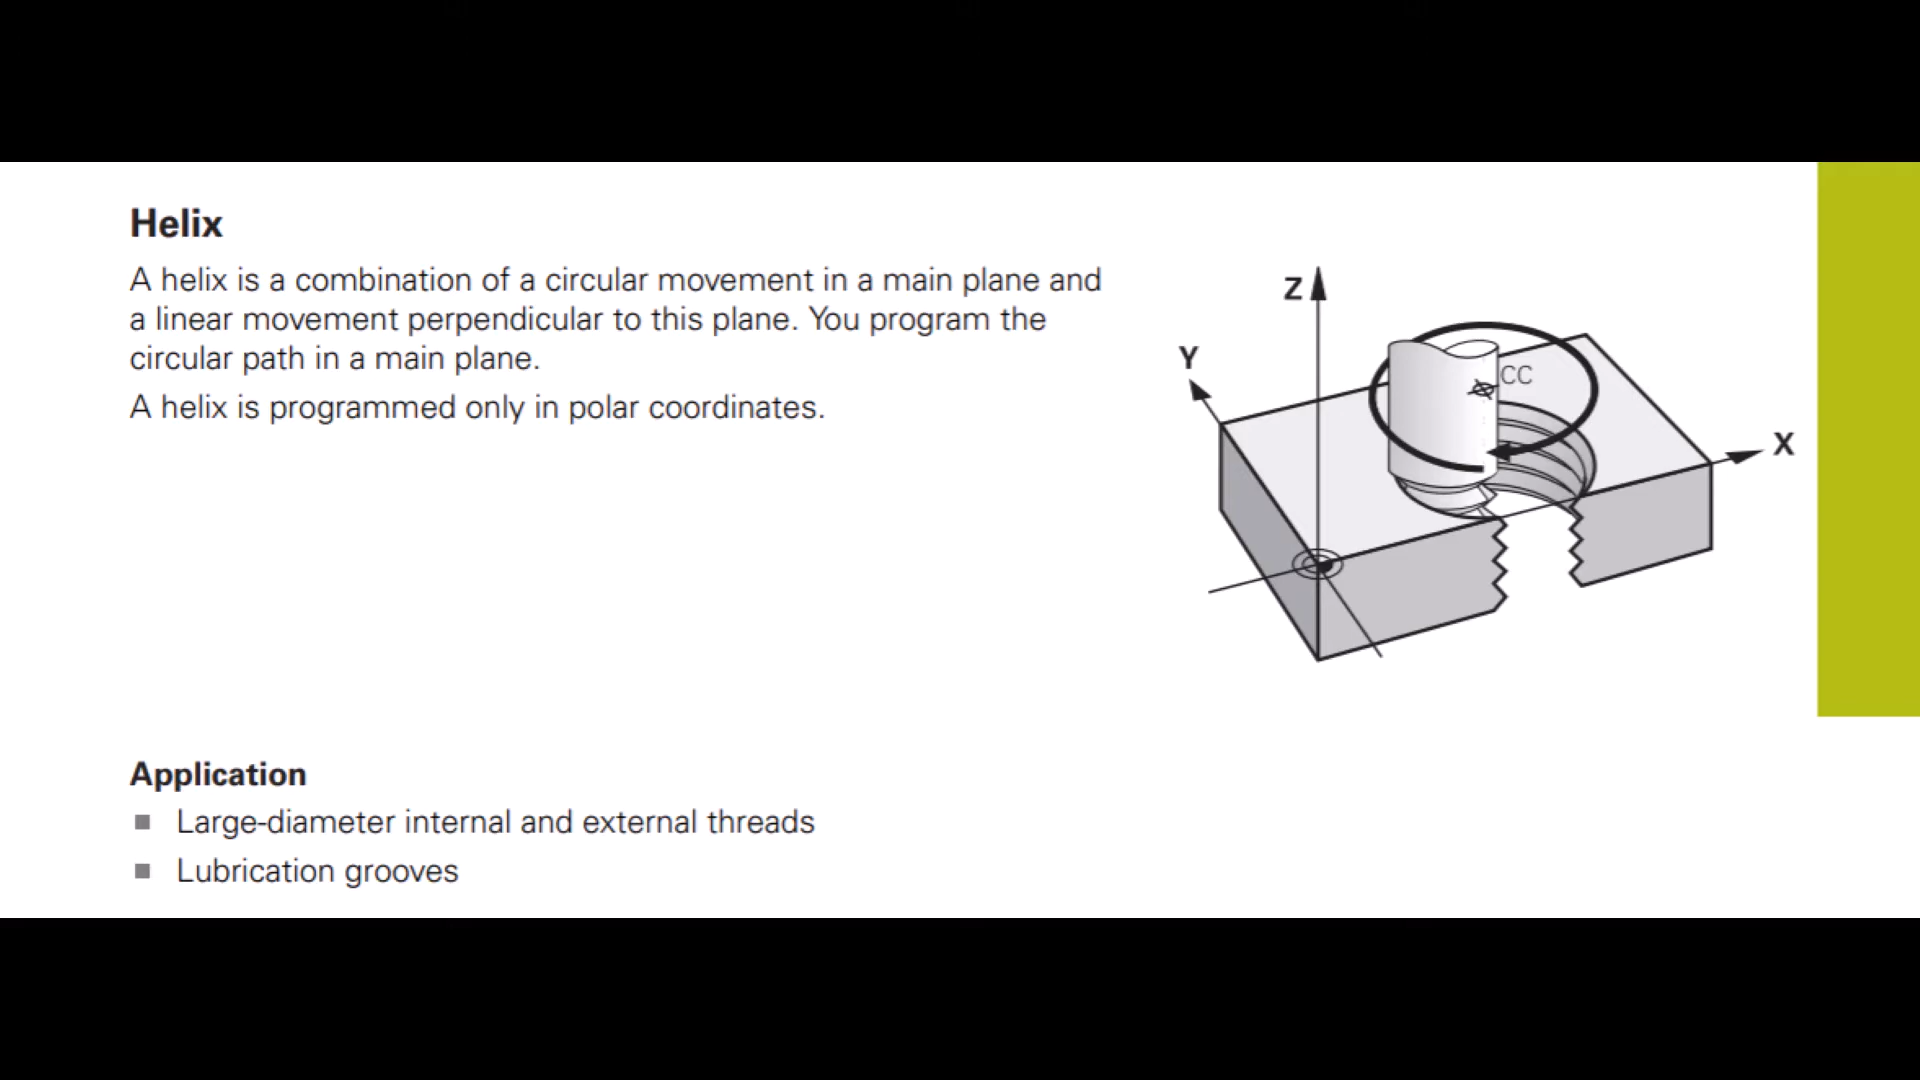 Helix
A helix is a combination of a circular movement in a main plane and
a linear movement perpendicular to this plane. You program the
circular path in a main plane.
A helix is programmed only in polar coordinates.
Z
Y
CC
X
Application
Large-diameter internal and external threads
Lubrication grooves